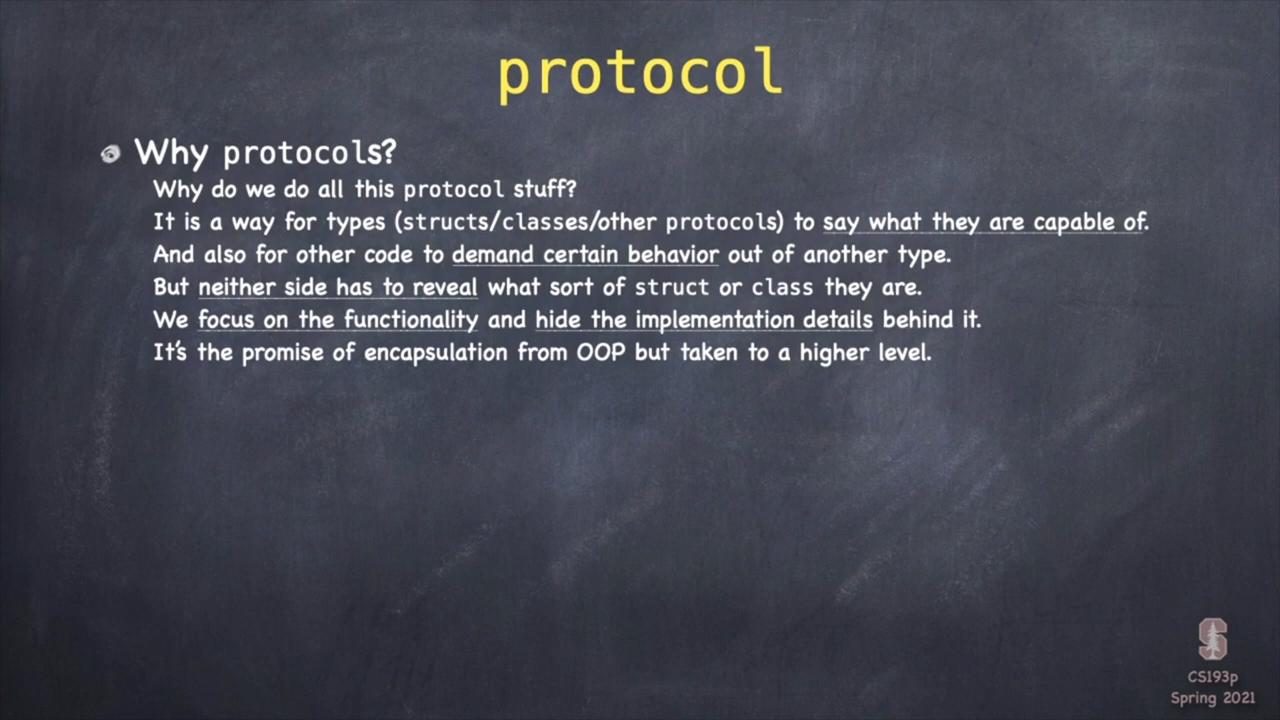 protocol
Why protocols?
Why do we do all this protocol stuff?
It is a way for types (structs/classes/other protocols) to say what they are capable of.
And also for other code to demand certain behavior out of another type.
But neither side has to reveal what sort of struct or class they are.
We focus on the functionality and hide the implementation details behind it.
It's the promise of encapsulation from OOP but taken to a higher level.
S
CS193p
Spring 2021